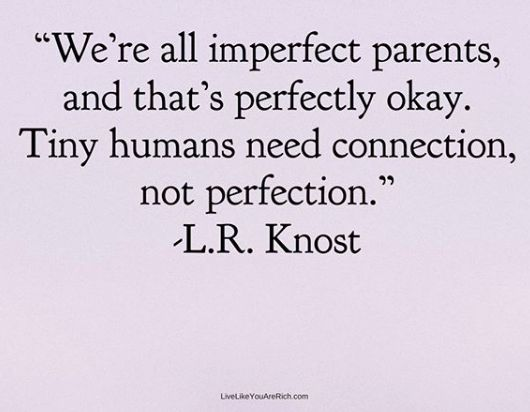 “We’re all imperfect parents,
and that’s perfectly okay.
Tiny humans need connection,
not perfection.”
-L.R. Knost
LiveLikeYouAreRich.com